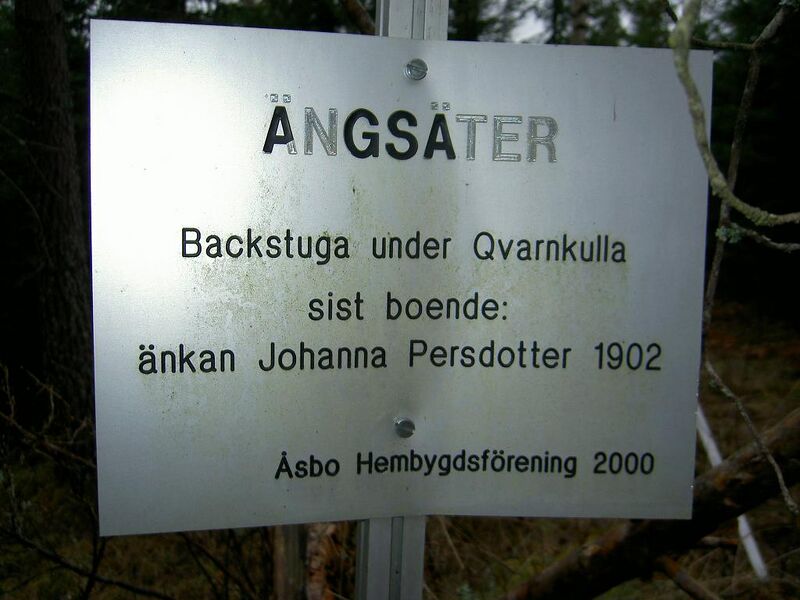 ÄNGSÄTER
Backstuga under Qvarnkulla
sist boende:
änkan Johanna Persdotter 1902
Åsbo Hembygdsförening 2000